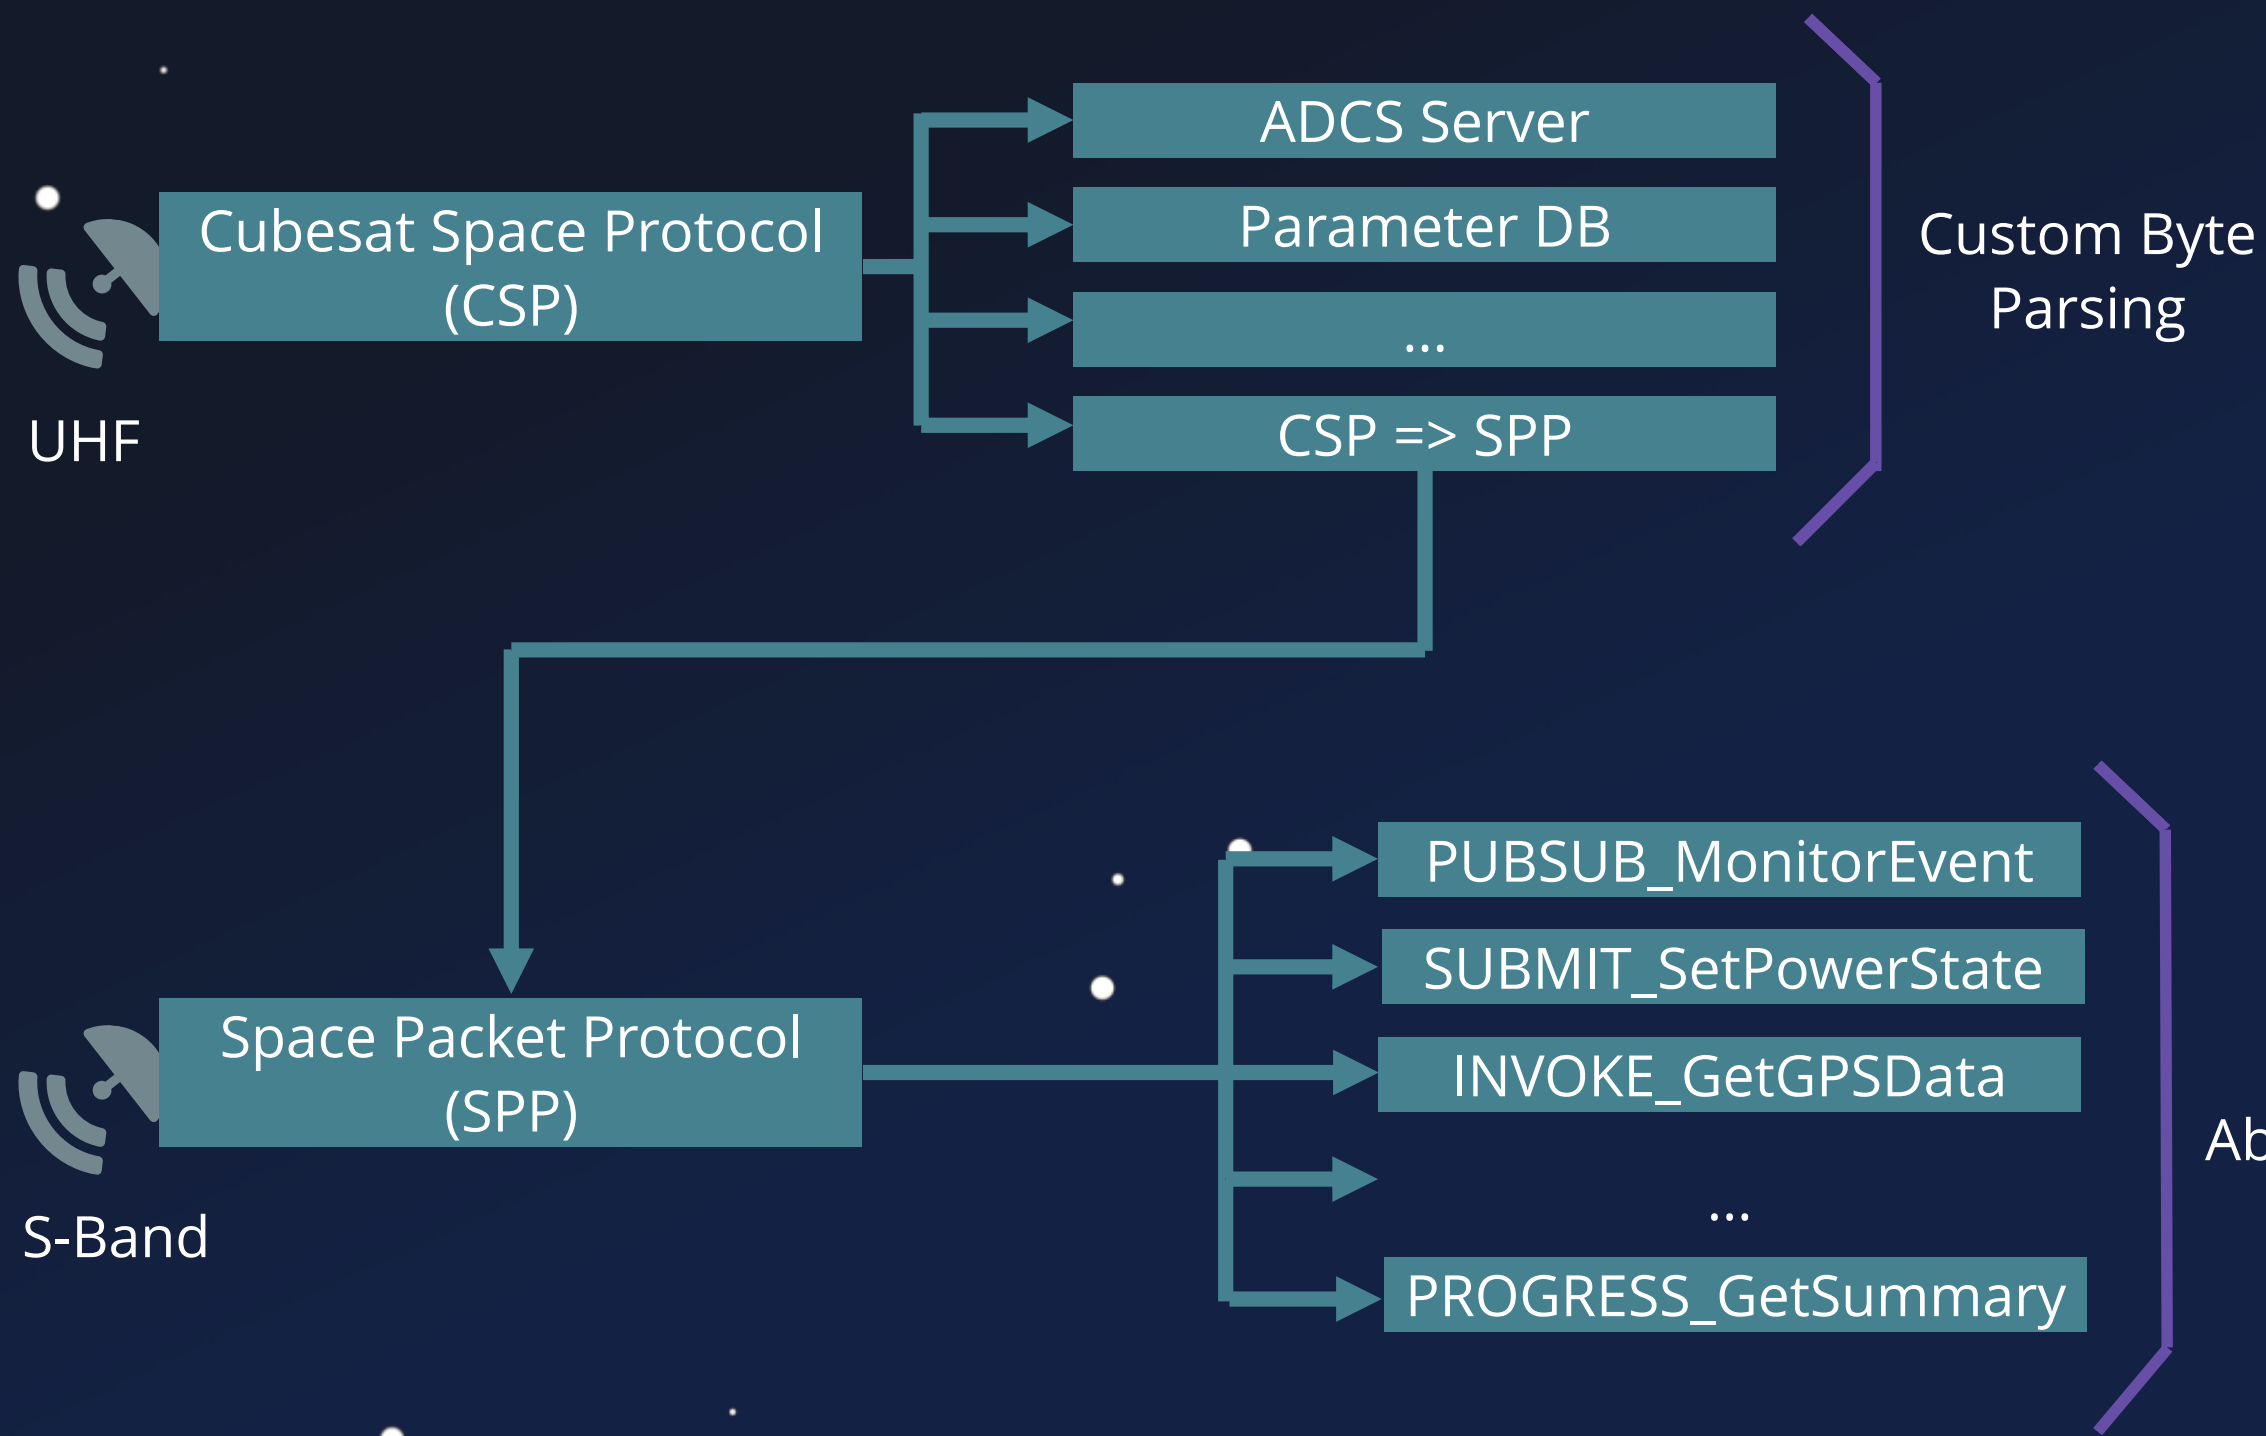 ADCS Server
Cubesat Space Protocol
(CSP)
Parameter DB
...
CSP => SPP
Custom Byte
Parsing
UHF
PUBSUB_MonitorEvent
SUBMIT_SetPowerState
Space Packet Protocol
(SPP)
INVOKE_GetGPSData
...
PROGRESS_GetSummary
S-Band